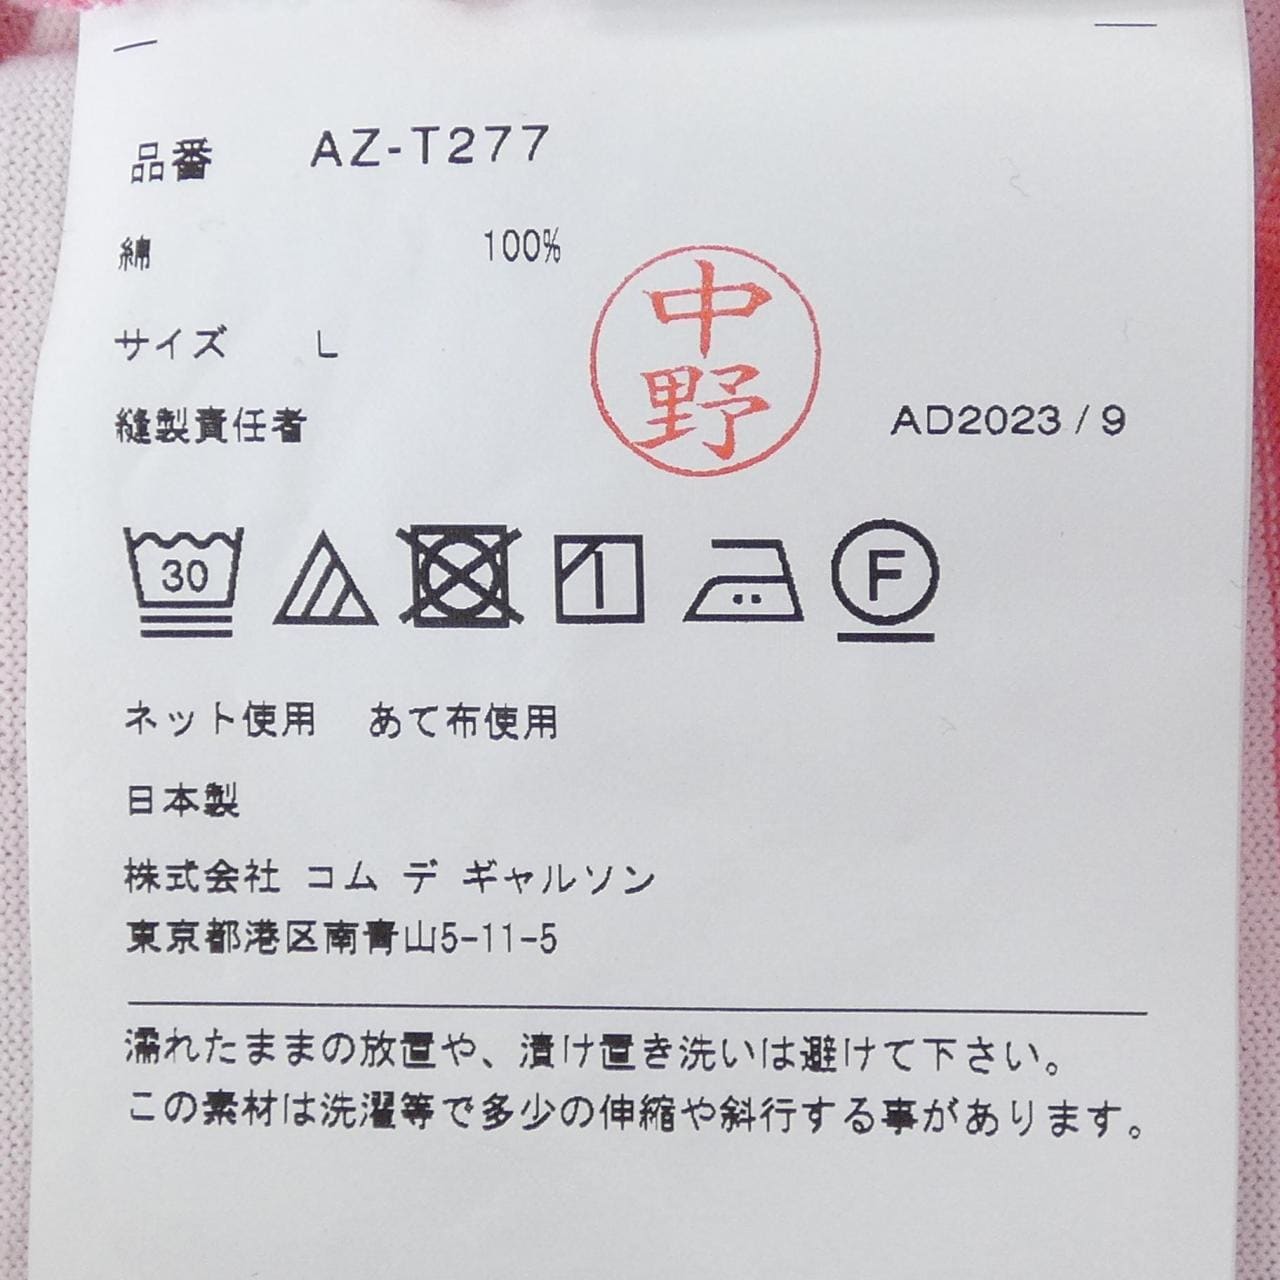 品番 AZ-T277
綿 100%
サイズ L
中野
縫製責任者 AD2023/9
30 F
ネット使用 あて布使用
日本製
株式会社 コム デ ギャルソン
東京都港区南青山5-11-5
濡れたままの放置や、漬け置き洗いは避けて下さい。
この素材は洗濯等で多少の伸縮や斜行する事があります。